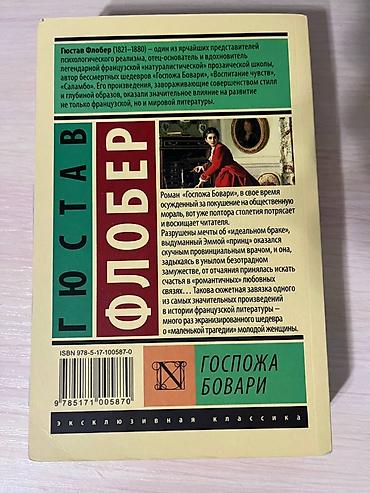 Гюстав Флобер (1821–1880) – один из ярчайших представителей
психологического реализма, отец-основатель и вдохновитель
легендарной французской «натуралистической» прозаической школы,
автор бессмертных шедевров «Госпожа Бовари», «Воспитание чувств»,
«Саламбо». Его произведения, завораживающие совершенством стиля
и глубиной образов, оказали значительное влияние на развитие
не только французской, но и мировой литературы.
ГЮСТАВ
ФЛОБЕР
Роман «Госпожа Бовари», в свое время
осужденный за покушение на общественную
мораль, вот уже полтора столетия потрясает
и восхищает читателя.
Разрушены мечты об «идеальном браке»,
выдуманный Эммой «принц» оказался
скучным провинциальным врачом, и она,
задыхаясь в унылом безотрадном
замужестве, от отчаяния принялась искать
счастья в «романтичных» любовных
связях... Такова сюжетная завязка одного
из самых значительных произведений
в истории французской литературы –
много раз экранизированного шедевра
о «маленькой трагедии» молодой женщины.
ISBN 978-5-17-100587-0
9 785171 005870
N
ГОСПОЖА
БОВАРИ
эксклюзивная классика